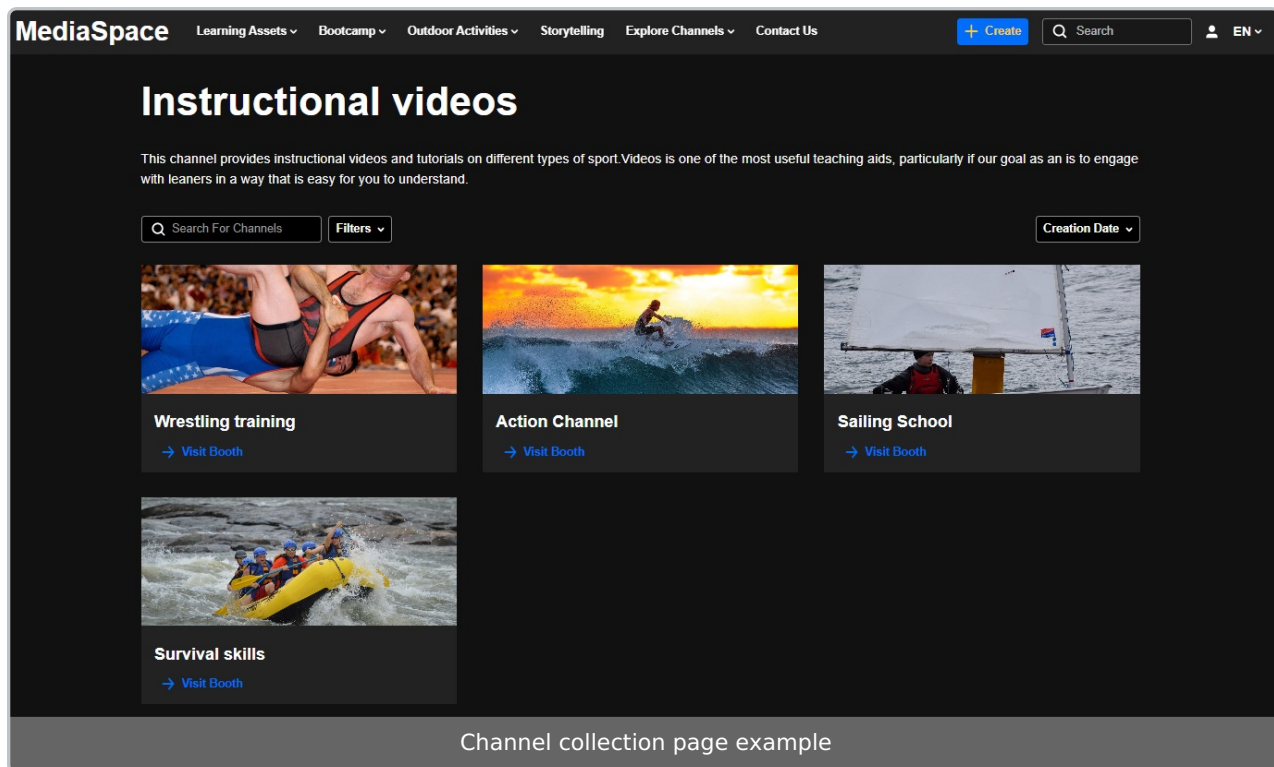 MediaSpace Learning Assets Bootcamp Outdoor Activities Storytelling Explore Channels Contact Us + Create Search EN
Instructional videos
This channel provides instructional videos and tutorials on different types of sport.Videos is one of the most useful teaching aids, particularly if our goal as an is to engage
with leaners in a way that is easy for you to understand.
Search For Channels Filters Creation Date
Wrestling training Action Channel Sailing School
→ Visit Booth → Visit Booth → Visit Booth
Survival skills
→ Visit Booth
Channel collection page example